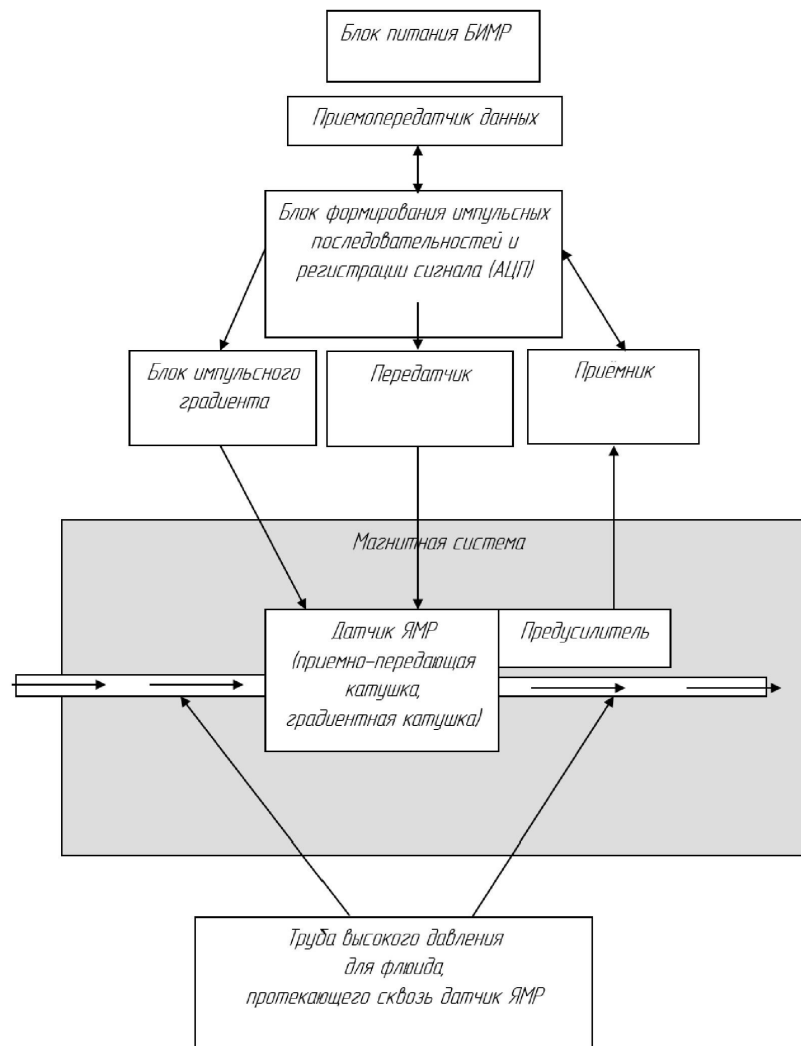 Блок питания БИМР
Приемопередатчик данных
Блок формирования импульсных
последовательностей и
регистрации сигнала (АЦП)
Блок импульсного
градиента
Передатчик
Приёмник
Магнитная система
Датчик ЯМР
(приемно-передающая
катушка,
градиентная катушка)
Предусилитель
Труба высокого давления
для флюида,
протекающего сквозь датчик ЯМР